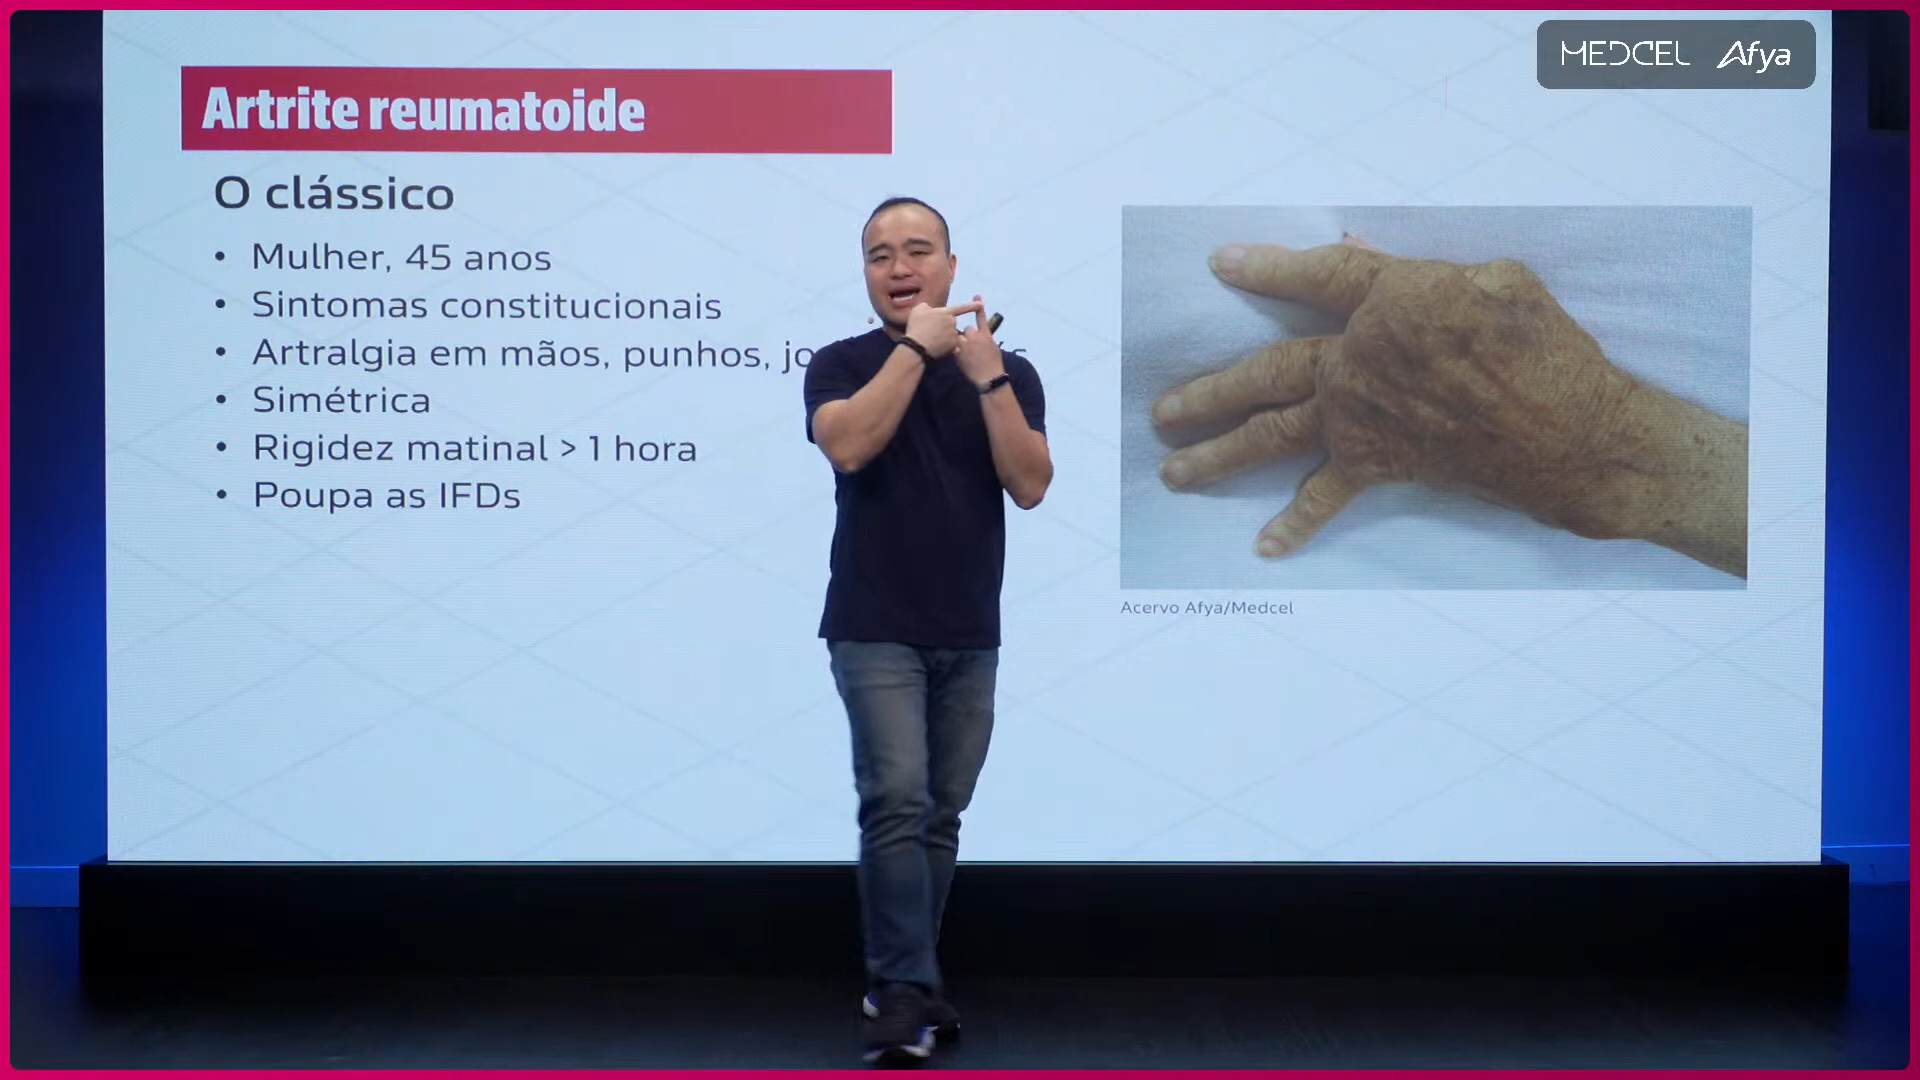 MEDCEL Afya
Artrite reumatoide
O clássico
• Mulher, 45 anos
• Sintomas constitucionais
• Artralgia em mãos, punhos,
• Simétrica
• Rigidez matinal > 1 hora
• Poupa as IFDs
Acervo Afya/Medcel